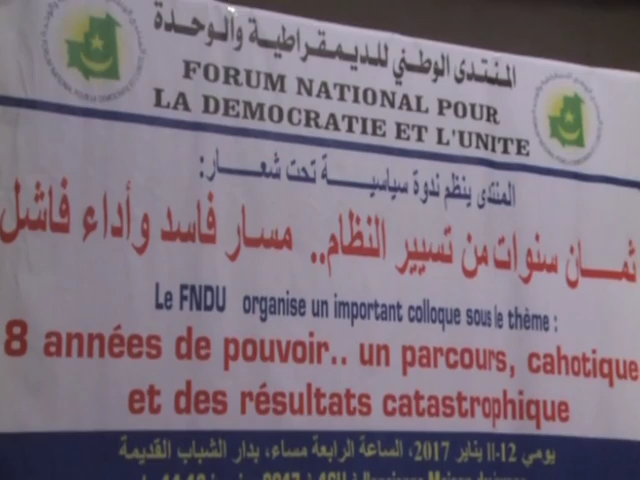 المنتدى الوطني للديمقراطية والوحدة
FORUM NATIONAL POUR
LA DEMOCRATIE ET L'UNITE
المنتدى ينظم ندوة سياسية تحت شعار:
ثمان سنوات من تسيير النظام.. مسار فاسد وأداء فاشل
Le FNDU organise un important colloque sous le thème :
8 années de pouvoir.. un parcours, cahotique
et des résultats catastrophique
يومي 12-11 يناير 2017، الساعة الرابعة مساء، بدار الشباب القديمة